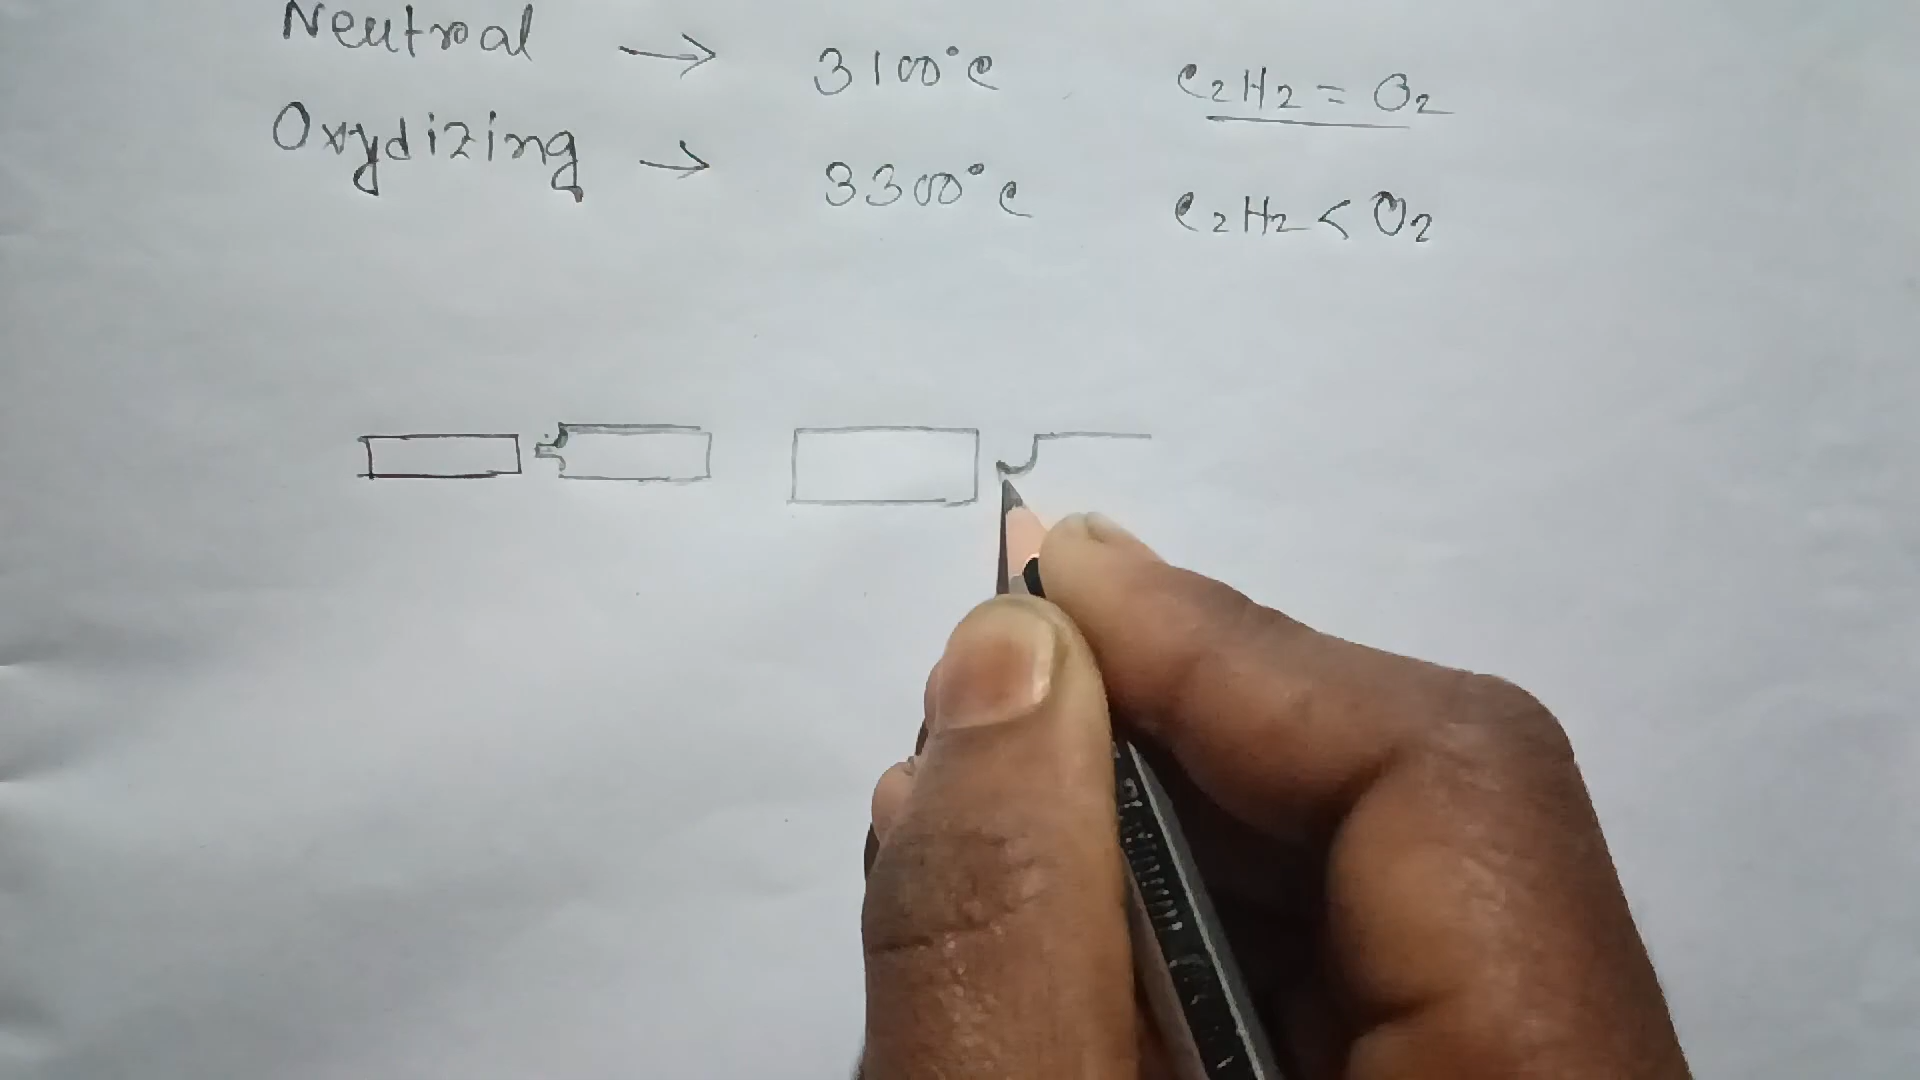 Neutral → 3100°C C2H2 = O2
Oxydizing → 3300°C C2H2 < O2